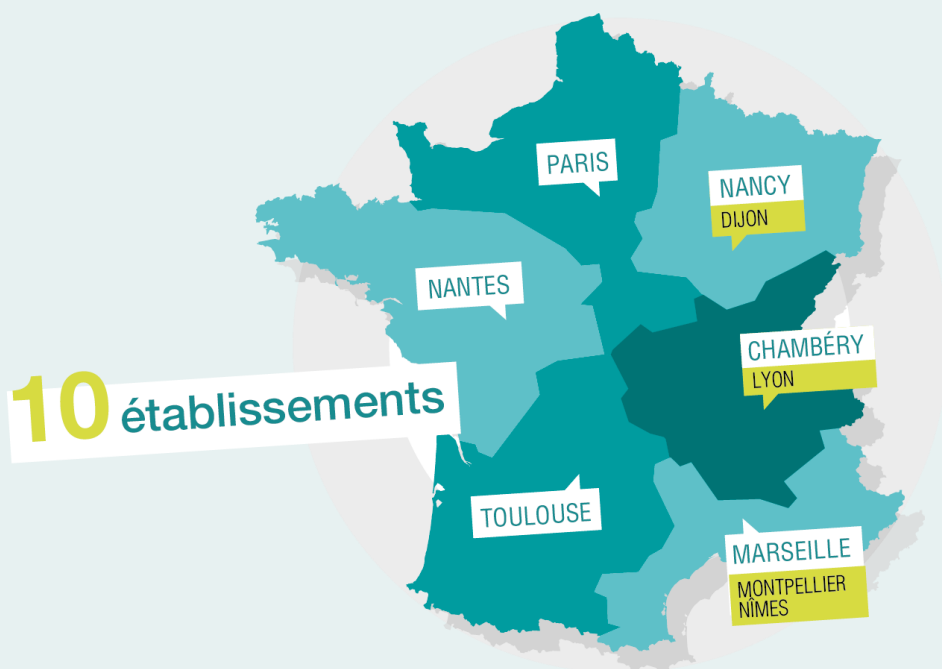 PARIS
NANCY
DIJON
NANTES
CHAMBÉRY
LYON
10 établissements
TOULOUSE
MARSEILLE
MONTPELLIER
NÎMES